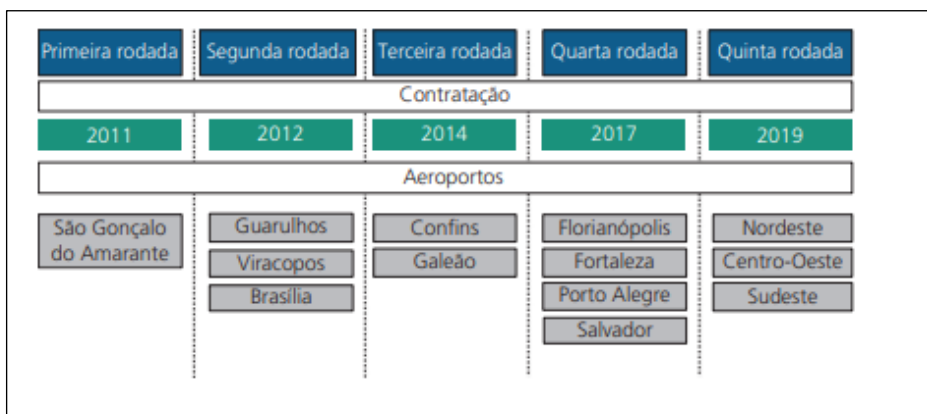 Primeira rodada
Segunda rodada
Terceira rodada
Quarta rodada
Quinta rodada
Contratação
2011
2012
2014
2017
2019
Aeroportos
São Gonçalo
do Amarante
Guarulhos
Viracopos
Brasília
Confins
Galeão
Florianópolis
Fortaleza
Porto Alegre
Salvador
Nordeste
Centro-Oeste
Sudeste